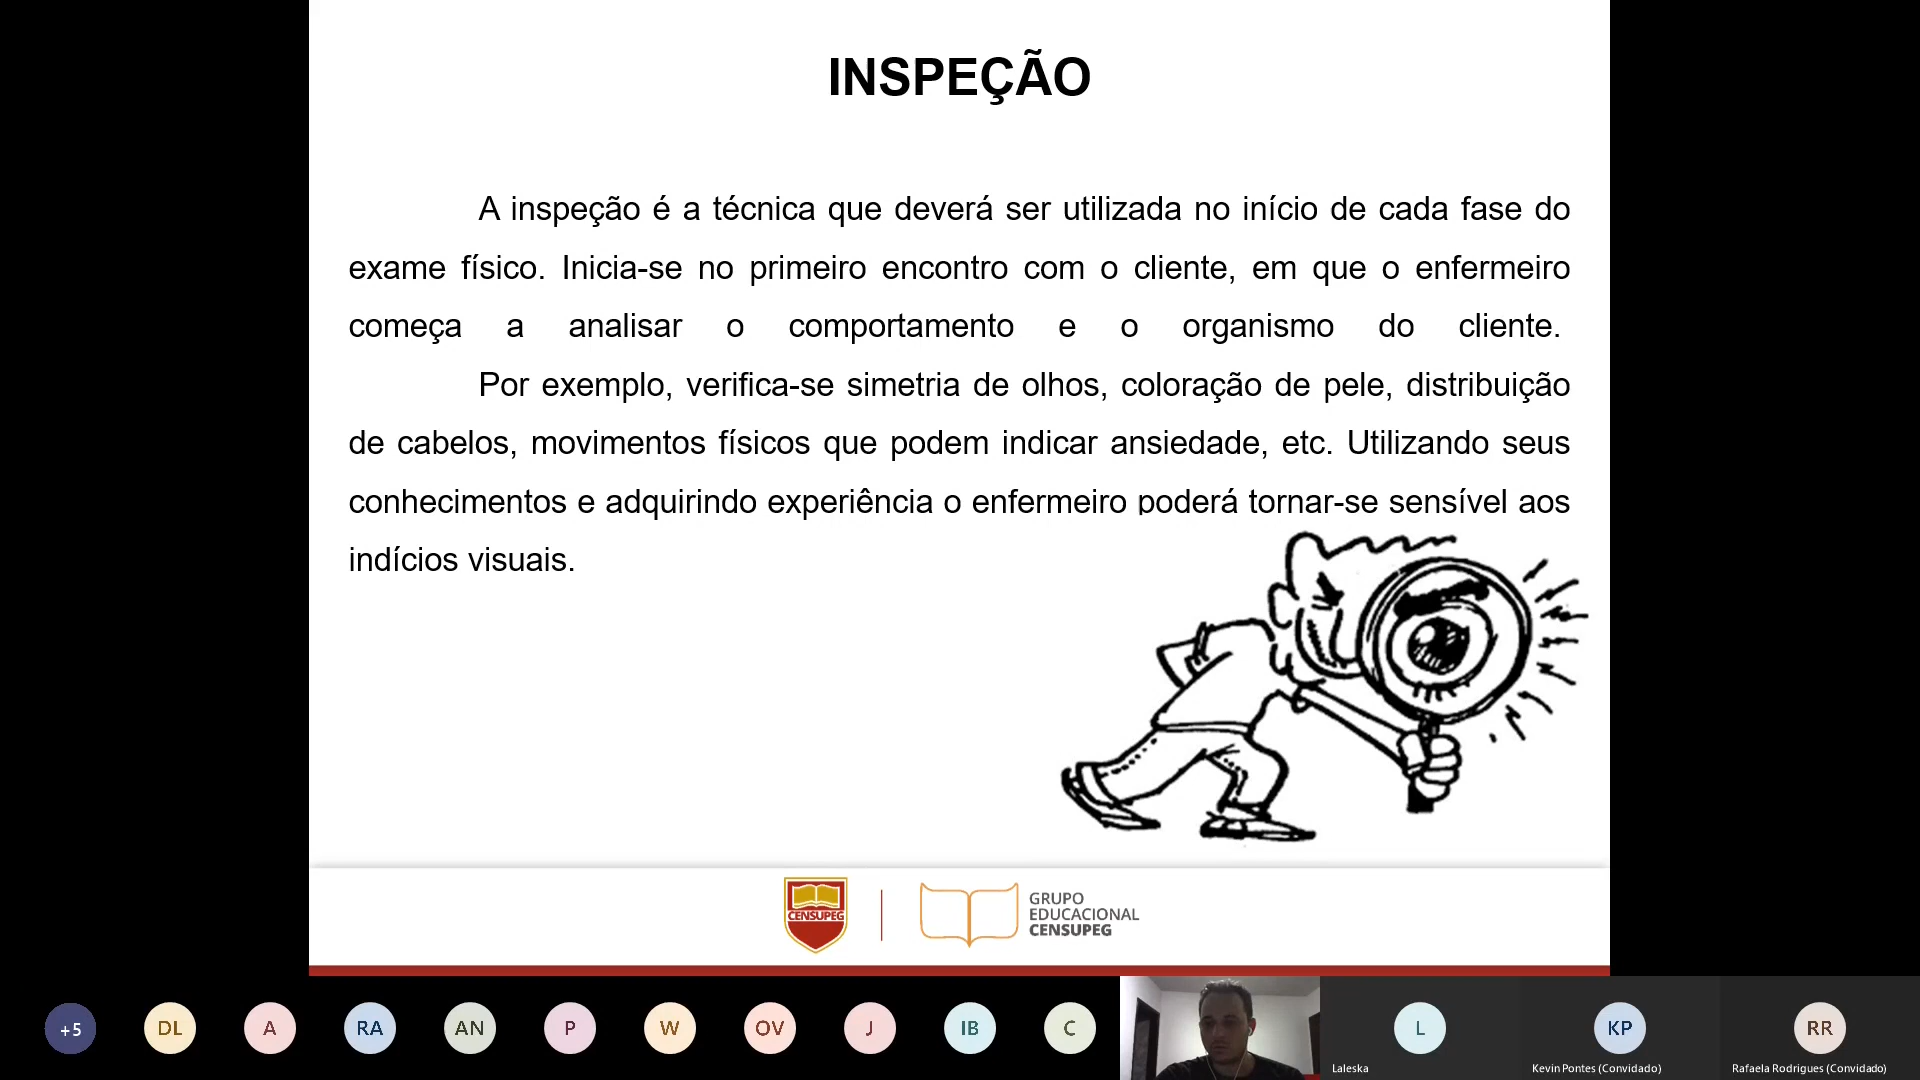 INSPEÇÃO
A inspeção é a técnica que deverá ser utilizada no início de cada fase do
exame físico. Inicia-se no primeiro encontro com o cliente, em que o enfermeiro
começa a analisar o comportamento e o organismo do cliente.
Por exemplo, verifica-se simetria de olhos, coloração de pele, distribuição
de cabelos, movimentos físicos que podem indicar ansiedade, etc. Utilizando seus
conhecimentos e adquirindo experiência o enfermeiro poderá tornar-se sensível aos
indícios visuais.
CENSUPEG
GRUPO
EDUCACIONAL
CENSUPEG
+5 DL A RA AN P W OV J IB C L KP RR
Laleska Kevin Pontes (Convidado) Rafaela Rodrigues (Convidado)